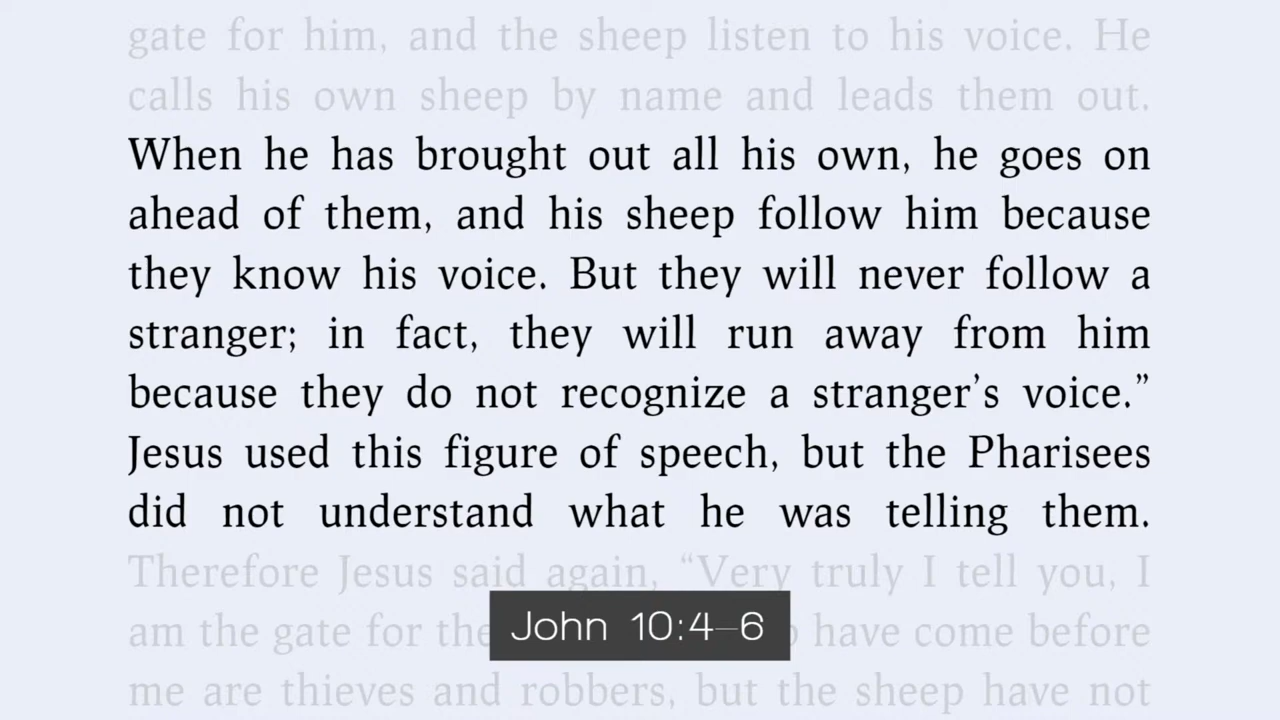 gate for him, and the sheep listen to his voice. He
calls his own sheep by name and leads them out.
When he has brought out all his own, he goes on
ahead of them, and his sheep follow him because
they know his voice. But they will never follow a
stranger; in fact, they will run away from him
because they do not recognize a stranger’s voice.”
Jesus used this figure of speech, but the Pharisees
did not understand what he was telling them.
Therefore Jesus said again, “Very truly I tell you, I
am the gate for the have come before
John 10:4–6
me are thieves and robbers, but the sheep have not